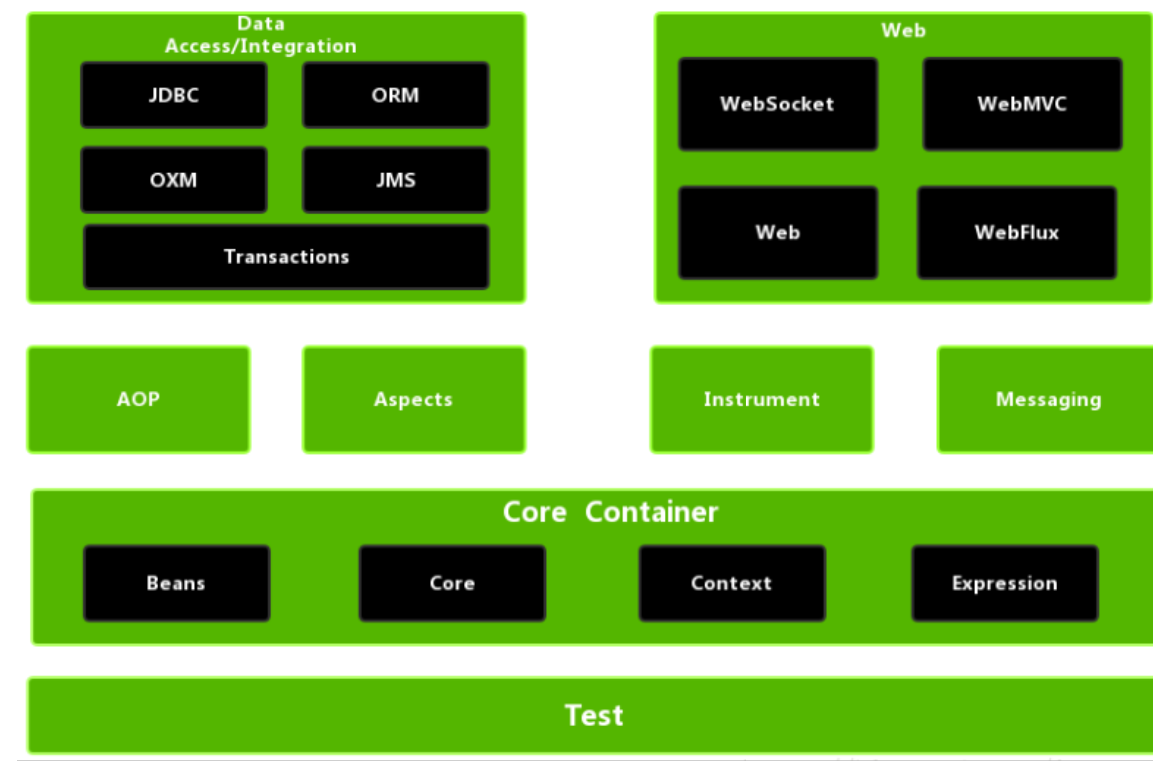 Data
Access/Integration
JDBC
ORM
OXM
JMS
Transactions
Web
WebSocket
WebMVC
Web
WebFlux
AOP
Aspects
Instrument
Messaging
Core Container
Beans
Core
Context
Expression
Test